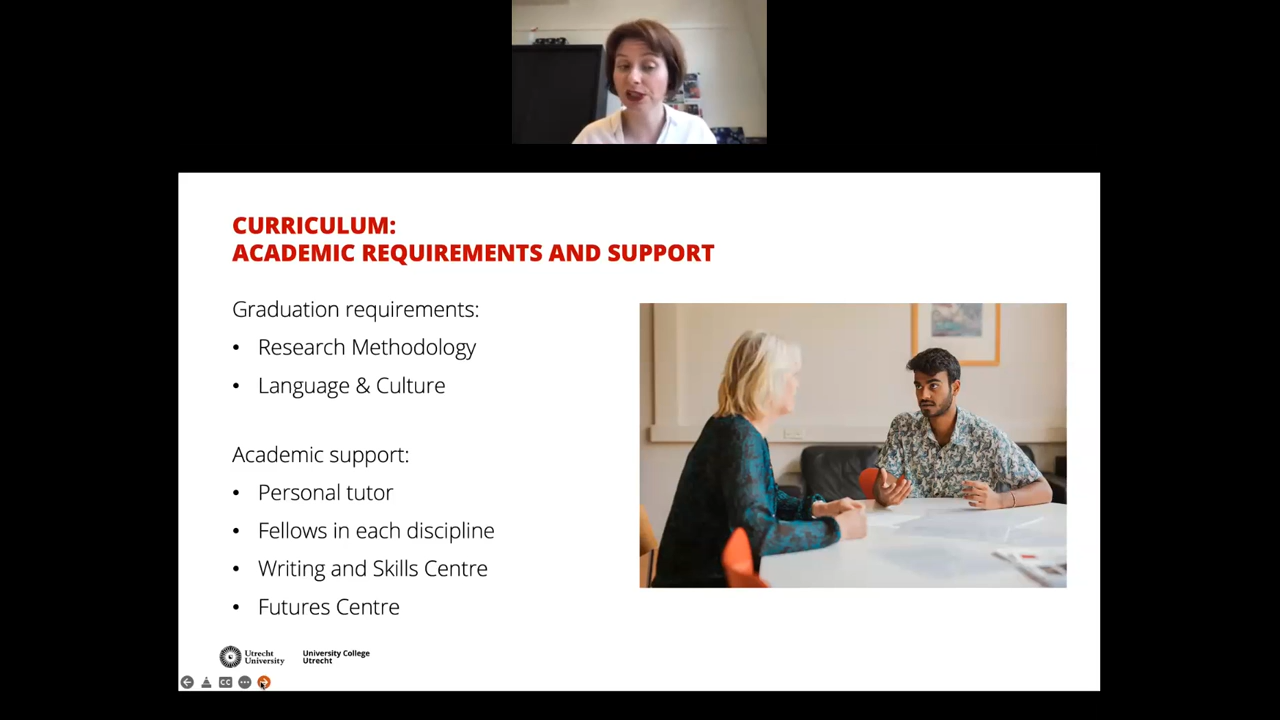 CURRICULUM:
ACADEMIC REQUIREMENTS AND SUPPORT
Graduation requirements:
• Research Methodology
• Language & Culture
Academic support:
• Personal tutor
• Fellows in each discipline
• Writing and Skills Centre
• Futures Centre
Utrecht
University
University College
Utrecht
CC